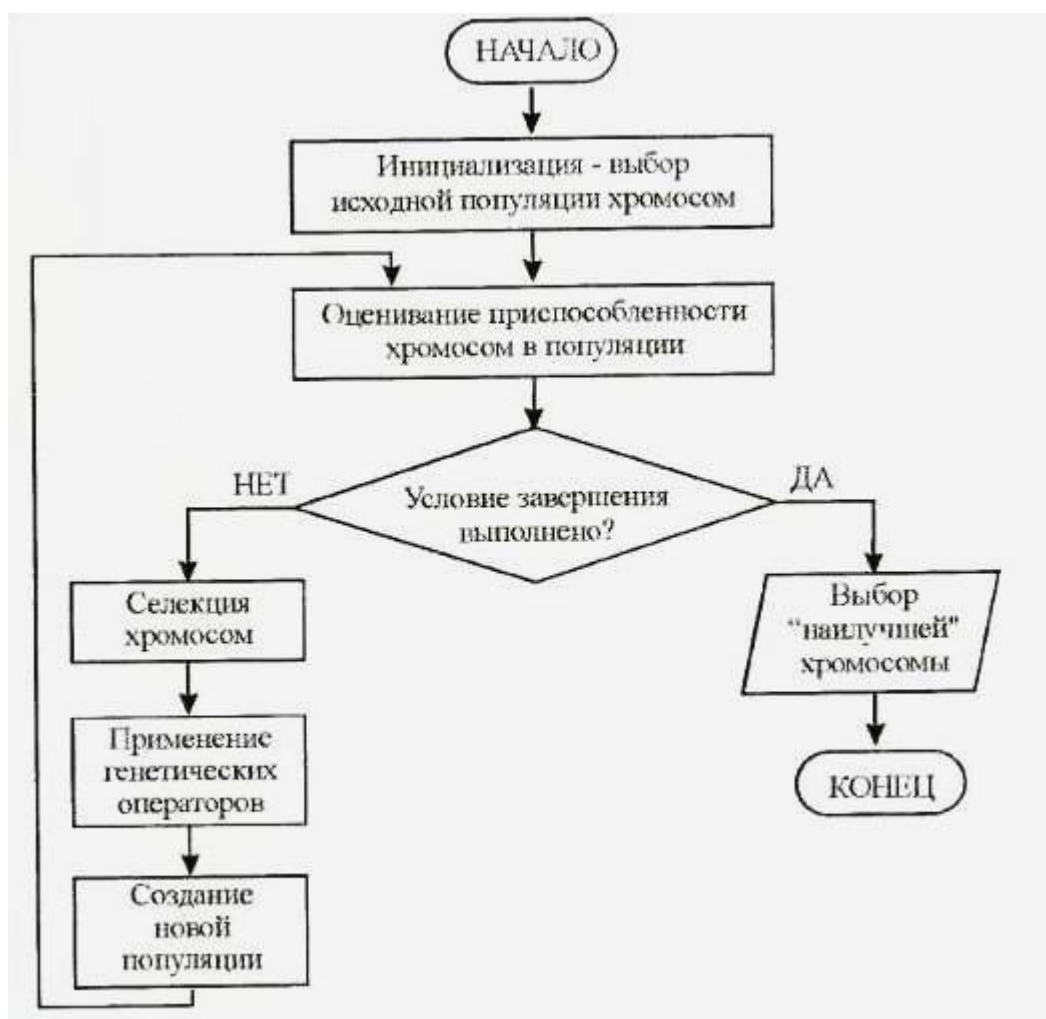 НАЧАЛО
Инициализация - выбор
исходной популяции хромосом
Оценивание приспособленности
хромосом в популяции
НЕТ
Условие завершения
выполнено?
ДА
Селекция
хромосом
Выбор
“наилучшей"
хромосомы
Применение
генетических
операторов
КОНЕЦ
Создание
новой
популяции